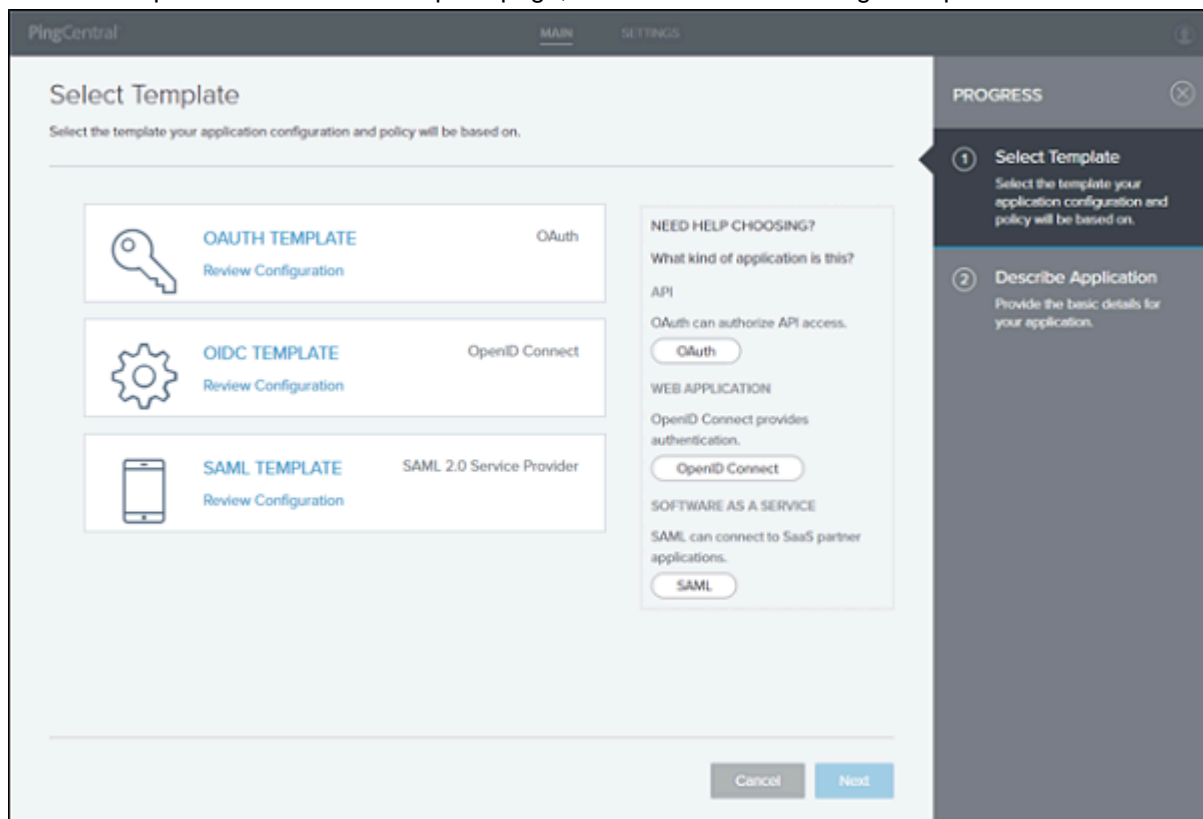 PingCentral
MAIN
SETTINGS
Select Template
Select the template your application configuration and policy will be based on.
OAUTH TEMPLATE
OAuth
Review Configuration
OIDC TEMPLATE
OpenID Connect
Review Configuration
SAML TEMPLATE
SAML 2.0 Service Provider
Review Configuration
NEED HELP CHOOSING?
What kind of application is this?
API
OAuth can authorize API access.
OAuth
WEB APPLICATION
OpenID Connect provides
authentication.
OpenID Connect
SOFTWARE AS A SERVICE
SAML can connect to SaaS partner
applications.
SAML
Cancel
Next
PROGRESS
1
Select Template
Select the template your
application configuration and
policy will be based on.
2
Describe Application
Provide the basic details for
your application.